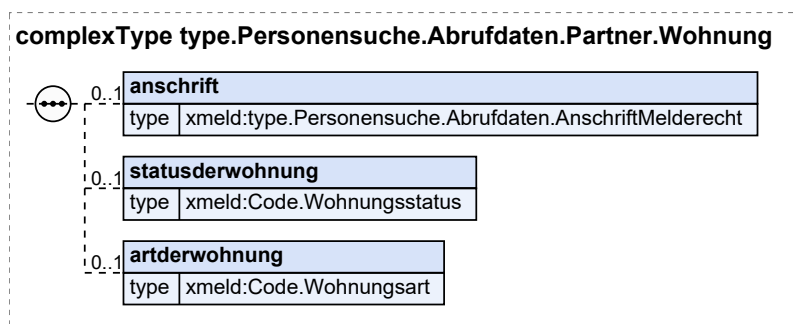 complexType type.Personensuche.Abrufdaten.Partner.Wohnung
0..1 anschrift
type xmeld:type.Personensuche.Abrufdaten.AnschriftMelderecht
0..1 statusderwohnung
type xmeld:Code.Wohnungsstatus
0..1 artderwohnung
type xmeld:Code.Wohnungsart